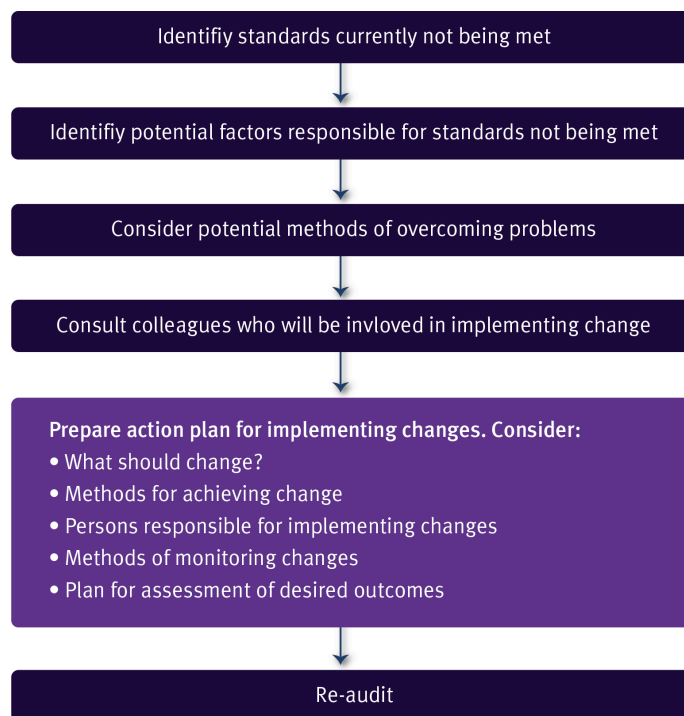 Identifiy standards currently not being met
Identifiy potential factors responsible for standards not being met
Consider potential methods of overcoming problems
Consult colleagues who will be invloved in implementing change
Prepare action plan for implementing changes. Consider:
• What should change?
• Methods for achieving change
• Persons responsible for implementing changes
• Methods of monitoring changes
• Plan for assessment of desired outcomes
Re-audit